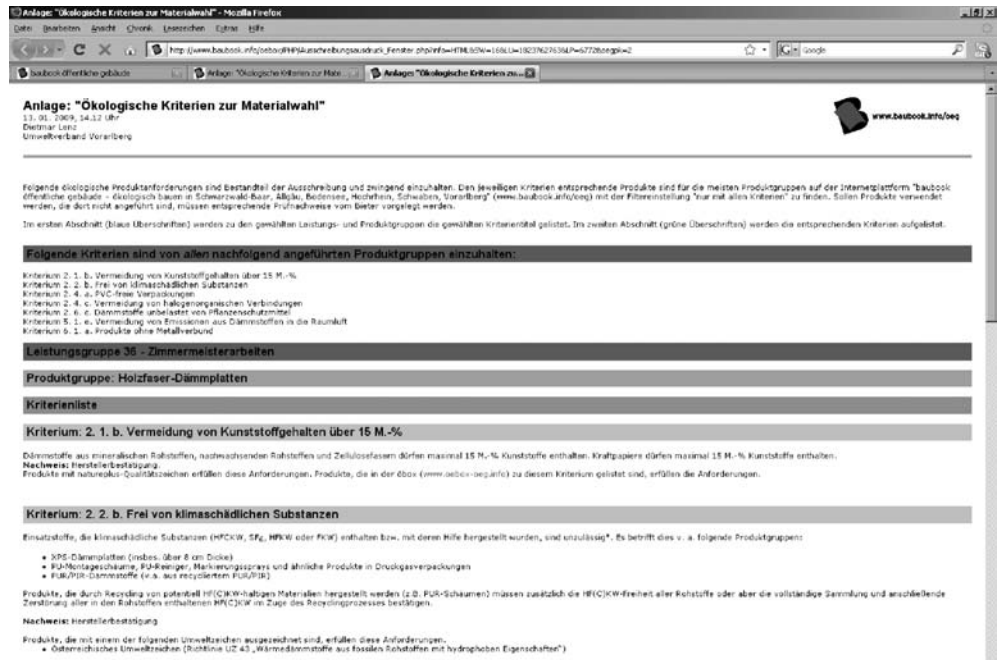 Anlage: "Ökologische Kriterien zur Materialwahl" - Mozilla Firefox
Datei Bearbeiten Ansicht Chronik Lesezeichen Extras Hilfe
Google
baubook öffentliche gebäude
Anlage: "Ökologische Kriterien zur Mate...
Anlage: "Ökologische Kriterien zu...
Anlage: "Ökologische Kriterien zur Materialwahl"
13. 01. 2009, 14.12 Uhr
Dietmar Lenz
Umweltverband Vorarlberg
www.baubook.info/oeg
Folgende ökologische Produktanforderungen sind Bestandteil der Ausschreibung und zwingend einzuhalten. Den jeweiligen Kriterien entsprechende Produkte sind für die meisten Produktgruppen auf der Internetplattform "baubook
öffentliche gebäude - ökologisch bauen in Schwarzwald-Baar, Allgäu, Bodensee, Hochrhein, Schwaben, Vorarlberg" (www.baubook.info/oeg) mit der Filtereinstellung "nur mit allen Kriterien" zu finden. Sollen Produkte verwendet
werden, die dort nicht angeführt sind, müssen entsprechende Prüfnachweise vom Bieter vorgelegt werden.
Im ersten Abschnitt (blaue Überschriften) werden zu den gewählten Leistungs- und Produktgruppen die gewählten Kriterientitel gelistet. Im zweiten Abschnitt (grüne Überschriften) werden die entsprechenden Kriterien aufgelistet.
Folgende Kriterien sind von allen nachfolgend angeführten Produktgruppen einzuhalten:
Kriterium 2. 1. b. Vermeidung von Kunststoffgehalten über 15 M.-%
Kriterium 2. 2. b. Frei von klimaschädlichen Substanzen
Kriterium 2. 4. a. PVC-freie Verpackungen
Kriterium 2. 4. c. Vermeidung von halogenorganischen Verbindungen
Kriterium 2. 6. c. Dämmstoffe unbelastet von Pflanzenschutzmittel
Kriterium 5. 1. e. Vermeidung von Emissionen aus Dämmstoffen in die Raumluft
Kriterium 6. 1. a. Produkte ohne Metallverbund
Leistungsgruppe 36 - Zimmermeisterarbeiten
Produktgruppe: Holzfaser-Dämmplatten
Kriterienliste
Kriterium: 2. 1. b. Vermeidung von Kunststoffgehalten über 15 M.-%
Dämmstoffe aus mineralischen Rohstoffen, nachwachsenden Rohstoffen und Zellulosefasern dürfen maximal 15 M.-% Kunststoffe enthalten. Kraftpapiere dürfen maximal 15 M.-% Kunststoffe enthalten.
Nachweis: Herstellerbestätigung.
Produkte mit natureplus-Qualitätszeichen erfüllen diese Anforderungen. Produkte, die in der öbox (www.oebox-oeg.info) zu diesem Kriterium gelistet sind, erfüllen die Anforderungen.
Kriterium: 2. 2. b. Frei von klimaschädlichen Substanzen
Einsatzstoffe, die klimaschädliche Substanzen (HFCKW, SF6, HFKW oder FKW) enthalten bzw. mit deren Hilfe hergestellt wurden, sind unzulässig*. Es betrifft dies v. a. folgende Produktgruppen:
• XPS-Dämmplatten (insbes. über 8 cm Dicke)
• PU-Montageschäume, PU-Reiniger, Markierungssprays und ähnliche Produkte in Druckgasverpackungen
• PUR/PIR-Dämmstoffe (v.a. aus recycliertem PUR/PIR)
Produkte, die durch Recycling von potentiell HF(C)KW-haltigen Materialien hergestellt werden (z.B. PUR-Schäumen) müssen zusätzlich die HF(C)KW-Freiheit aller Rohstoffe oder aber die vollständige Sammlung und anschließende
Zerstörung aller in den Rohstoffen enthaltenen HF(C)KW im Zuge des Recyclingprozesses bestätigen.
Nachweis: Herstellerbestätigung
Produkte, die mit einem der folgenden Umweltzeichen ausgezeichnet sind, erfüllen diese Anforderungen.
• Österreichisches Umweltzeichen (Richtlinie UZ 43 „Wärmedämmstoffe aus fossilen Rohstoffen mit hydrophoben Eigenschaften")